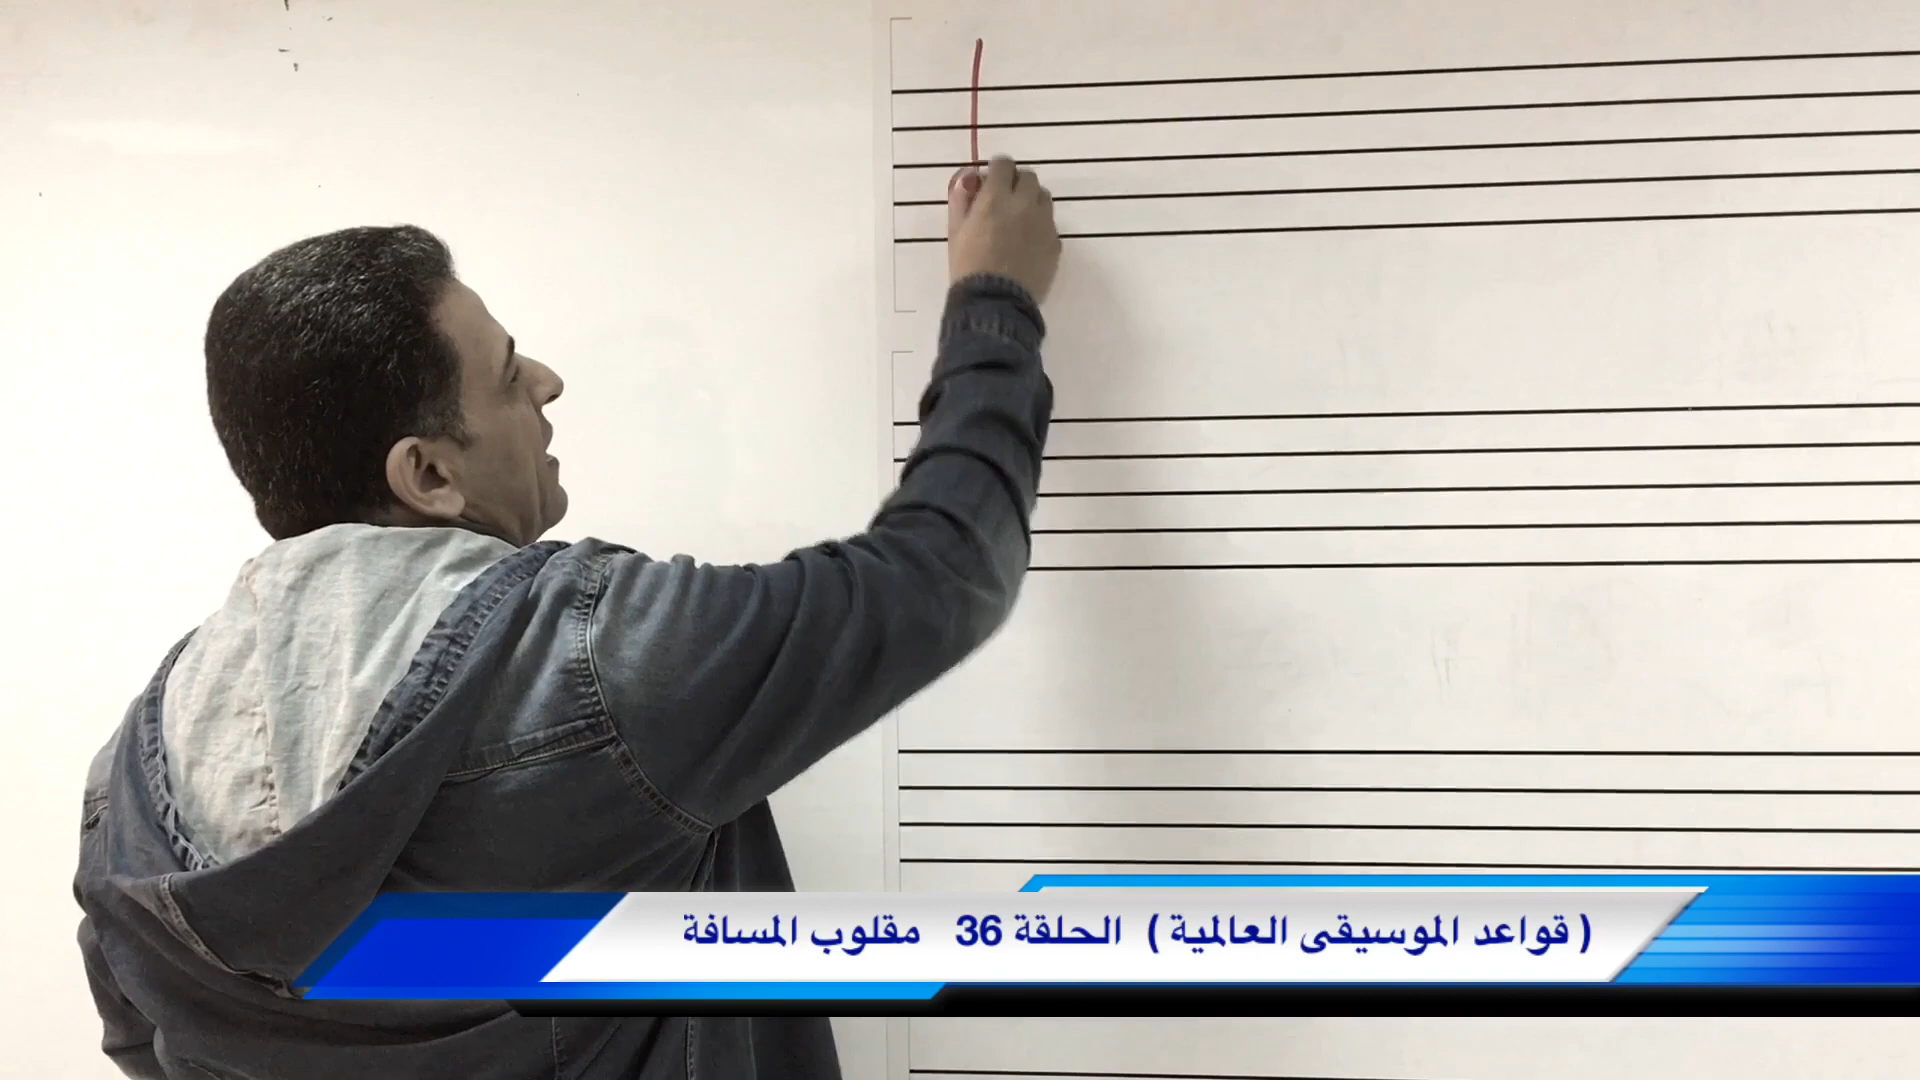 ( قواعد الموسيقى العالمية ) الحلقة 36 مقلوب المسافة